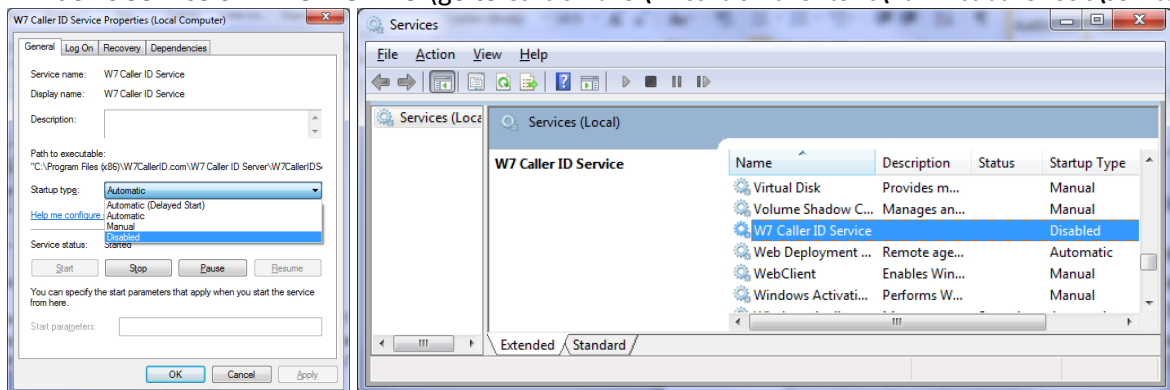 W7 Caller ID Service Properties (Local Computer)
General Log On Recovery Dependencies
Service name: W7 Caller ID Service
Display name: W7 Caller ID Service
Description:
Path to executable:
"C:\Program Files (x86)\W7CallerID.com\W7 Caller ID Server\W7CallerIDS
Startup type: Automatic
Automatic (Delayed Start)
Help me configure
Automatic
Manual
Disabled
Service status: Started
Start Stop Pause Resume
You can specify the start parameters that apply when you start the service
from here.
Start parameters:
OK Cancel Apply
Services
File Action View Help
Services (Loca
Services (Local)
W7 Caller ID Service
Name Description Status Startup Type
Virtual Disk Provides m... Manual
Volume Shadow C... Manages an... Manual
W7 Caller ID Service Disabled
Web Deployment ... Remote age... Automatic
WebClient Enables Win... Manual
Windows Activati... Performs W... Manual
Extended Standard